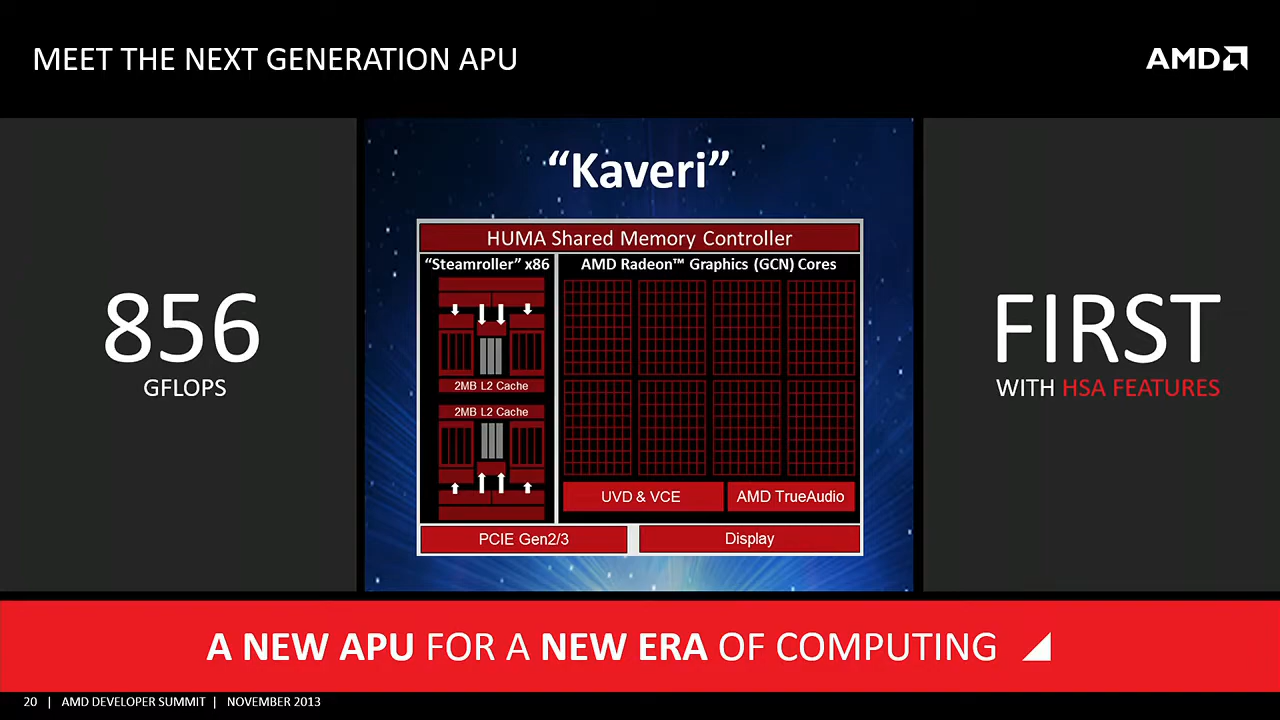 MEET THE NEXT GENERATION APU
AMD
856
GFLOPS
“Kaveri”
HUMA Shared Memory Controller
“Steamroller” x86
AMD Radeon™ Graphics (GCN) Cores
2MB L2 Cache
2MB L2 Cache
UVD & VCE
AMD TrueAudio
PCIE Gen2/3
Display
FIRST
WITH HSA FEATURES
A NEW APU FOR A NEW ERA OF COMPUTING
20 | AMD DEVELOPER SUMMIT | NOVEMBER 2013